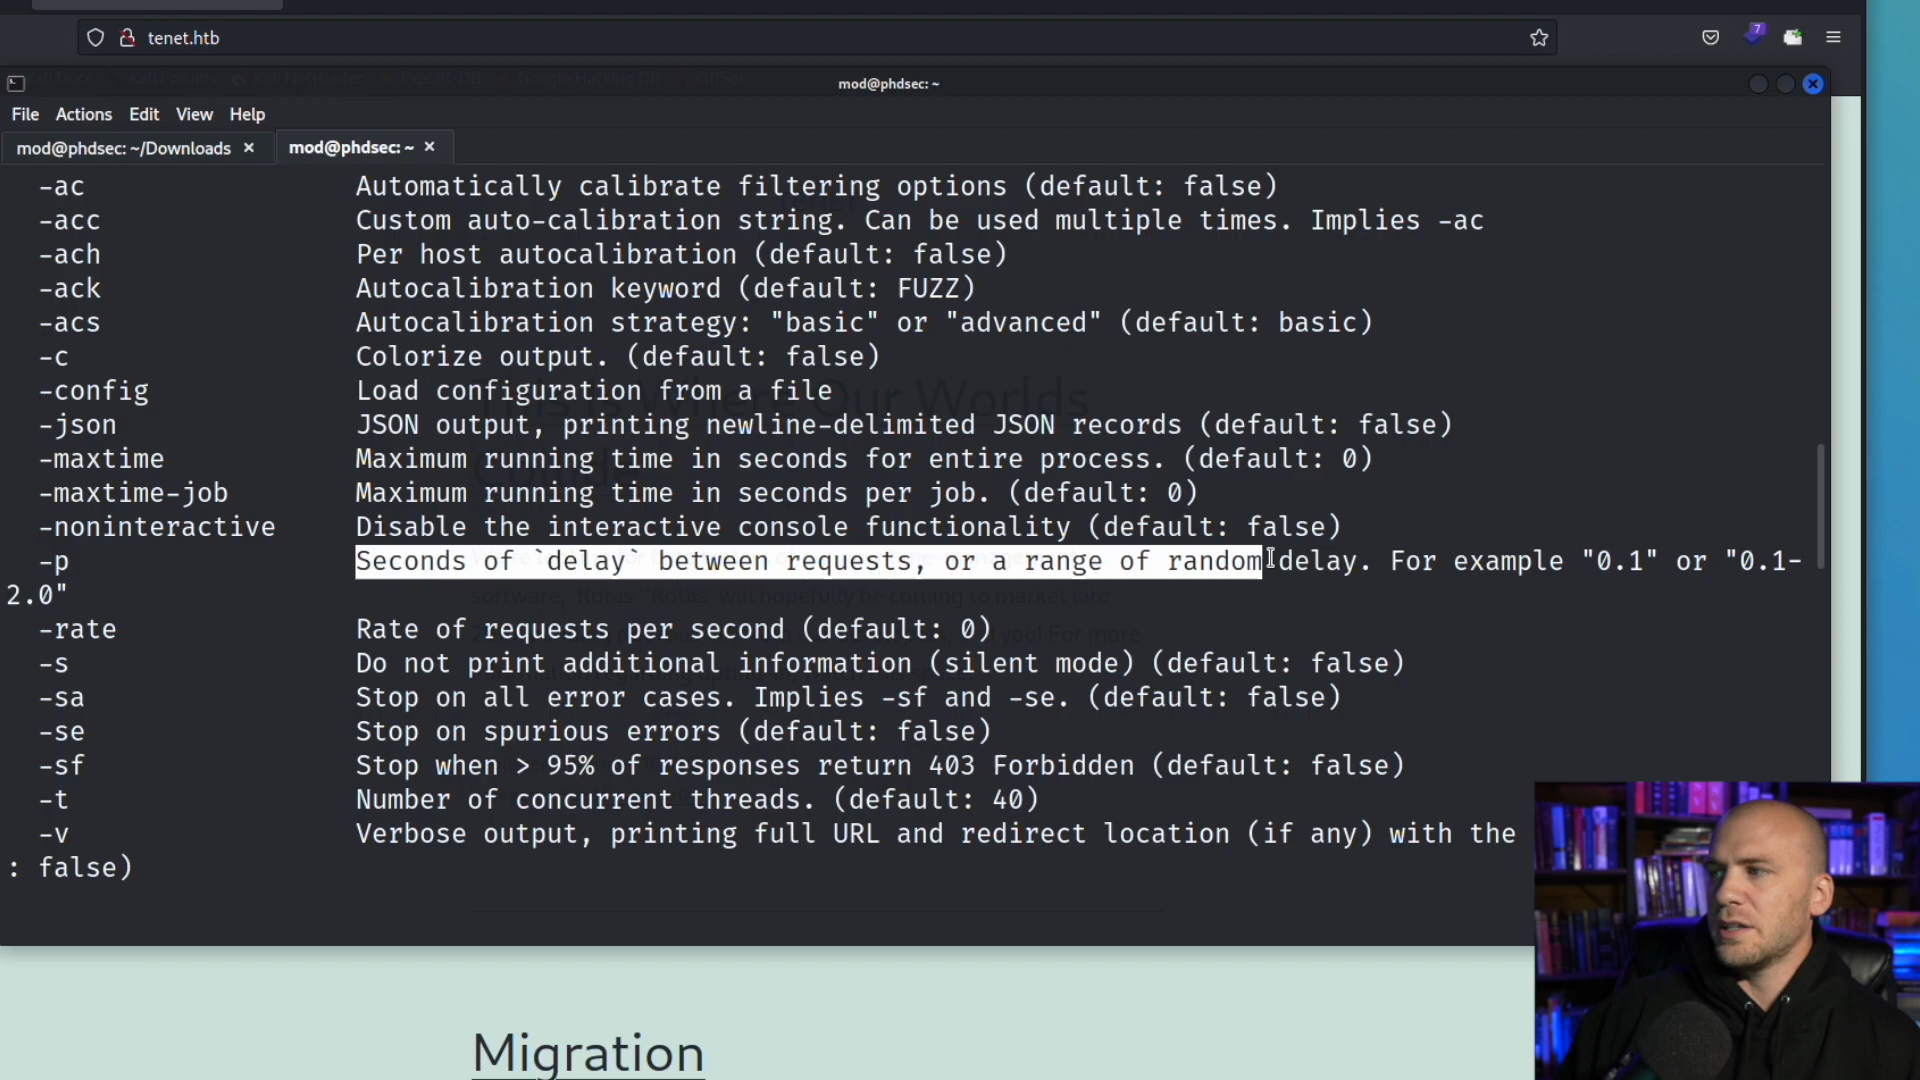 tenet.htb
7
mod@phdsec: ~
File Actions Edit View Help
mod@phdsec: ~/Downloads × mod@phdsec: ~ ×
-ac Automatically calibrate filtering options (default: false)
-acc Custom auto-calibration string. Can be used multiple times. Implies -ac
-ach Per host autocalibration (default: false)
-ack Autocalibration keyword (default: FUZZ)
-acs Autocalibration strategy: "basic" or "advanced" (default: basic)
-c Colorize output. (default: false)
-config Load configuration from a file
-json JSON output, printing newline-delimited JSON records (default: false)
-maxtime Maximum running time in seconds for entire process. (default: 0)
-maxtime-job Maximum running time in seconds per job. (default: 0)
-noninteractive Disable the interactive console functionality (default: false)
-p Seconds of `delay` between requests, or a range of random delay. For example "0.1" or "0.1-
2.0"
-rate Rate of requests per second (default: 0)
-s Do not print additional information (silent mode) (default: false)
-sa Stop on all error cases. Implies -sf and -se. (default: false)
-se Stop on spurious errors (default: false)
-sf Stop when > 95% of responses return 403 Forbidden (default: false)
-t Number of concurrent threads. (default: 40)
-v Verbose output, printing full URL and redirect location (if any) with the
: false)
Migration